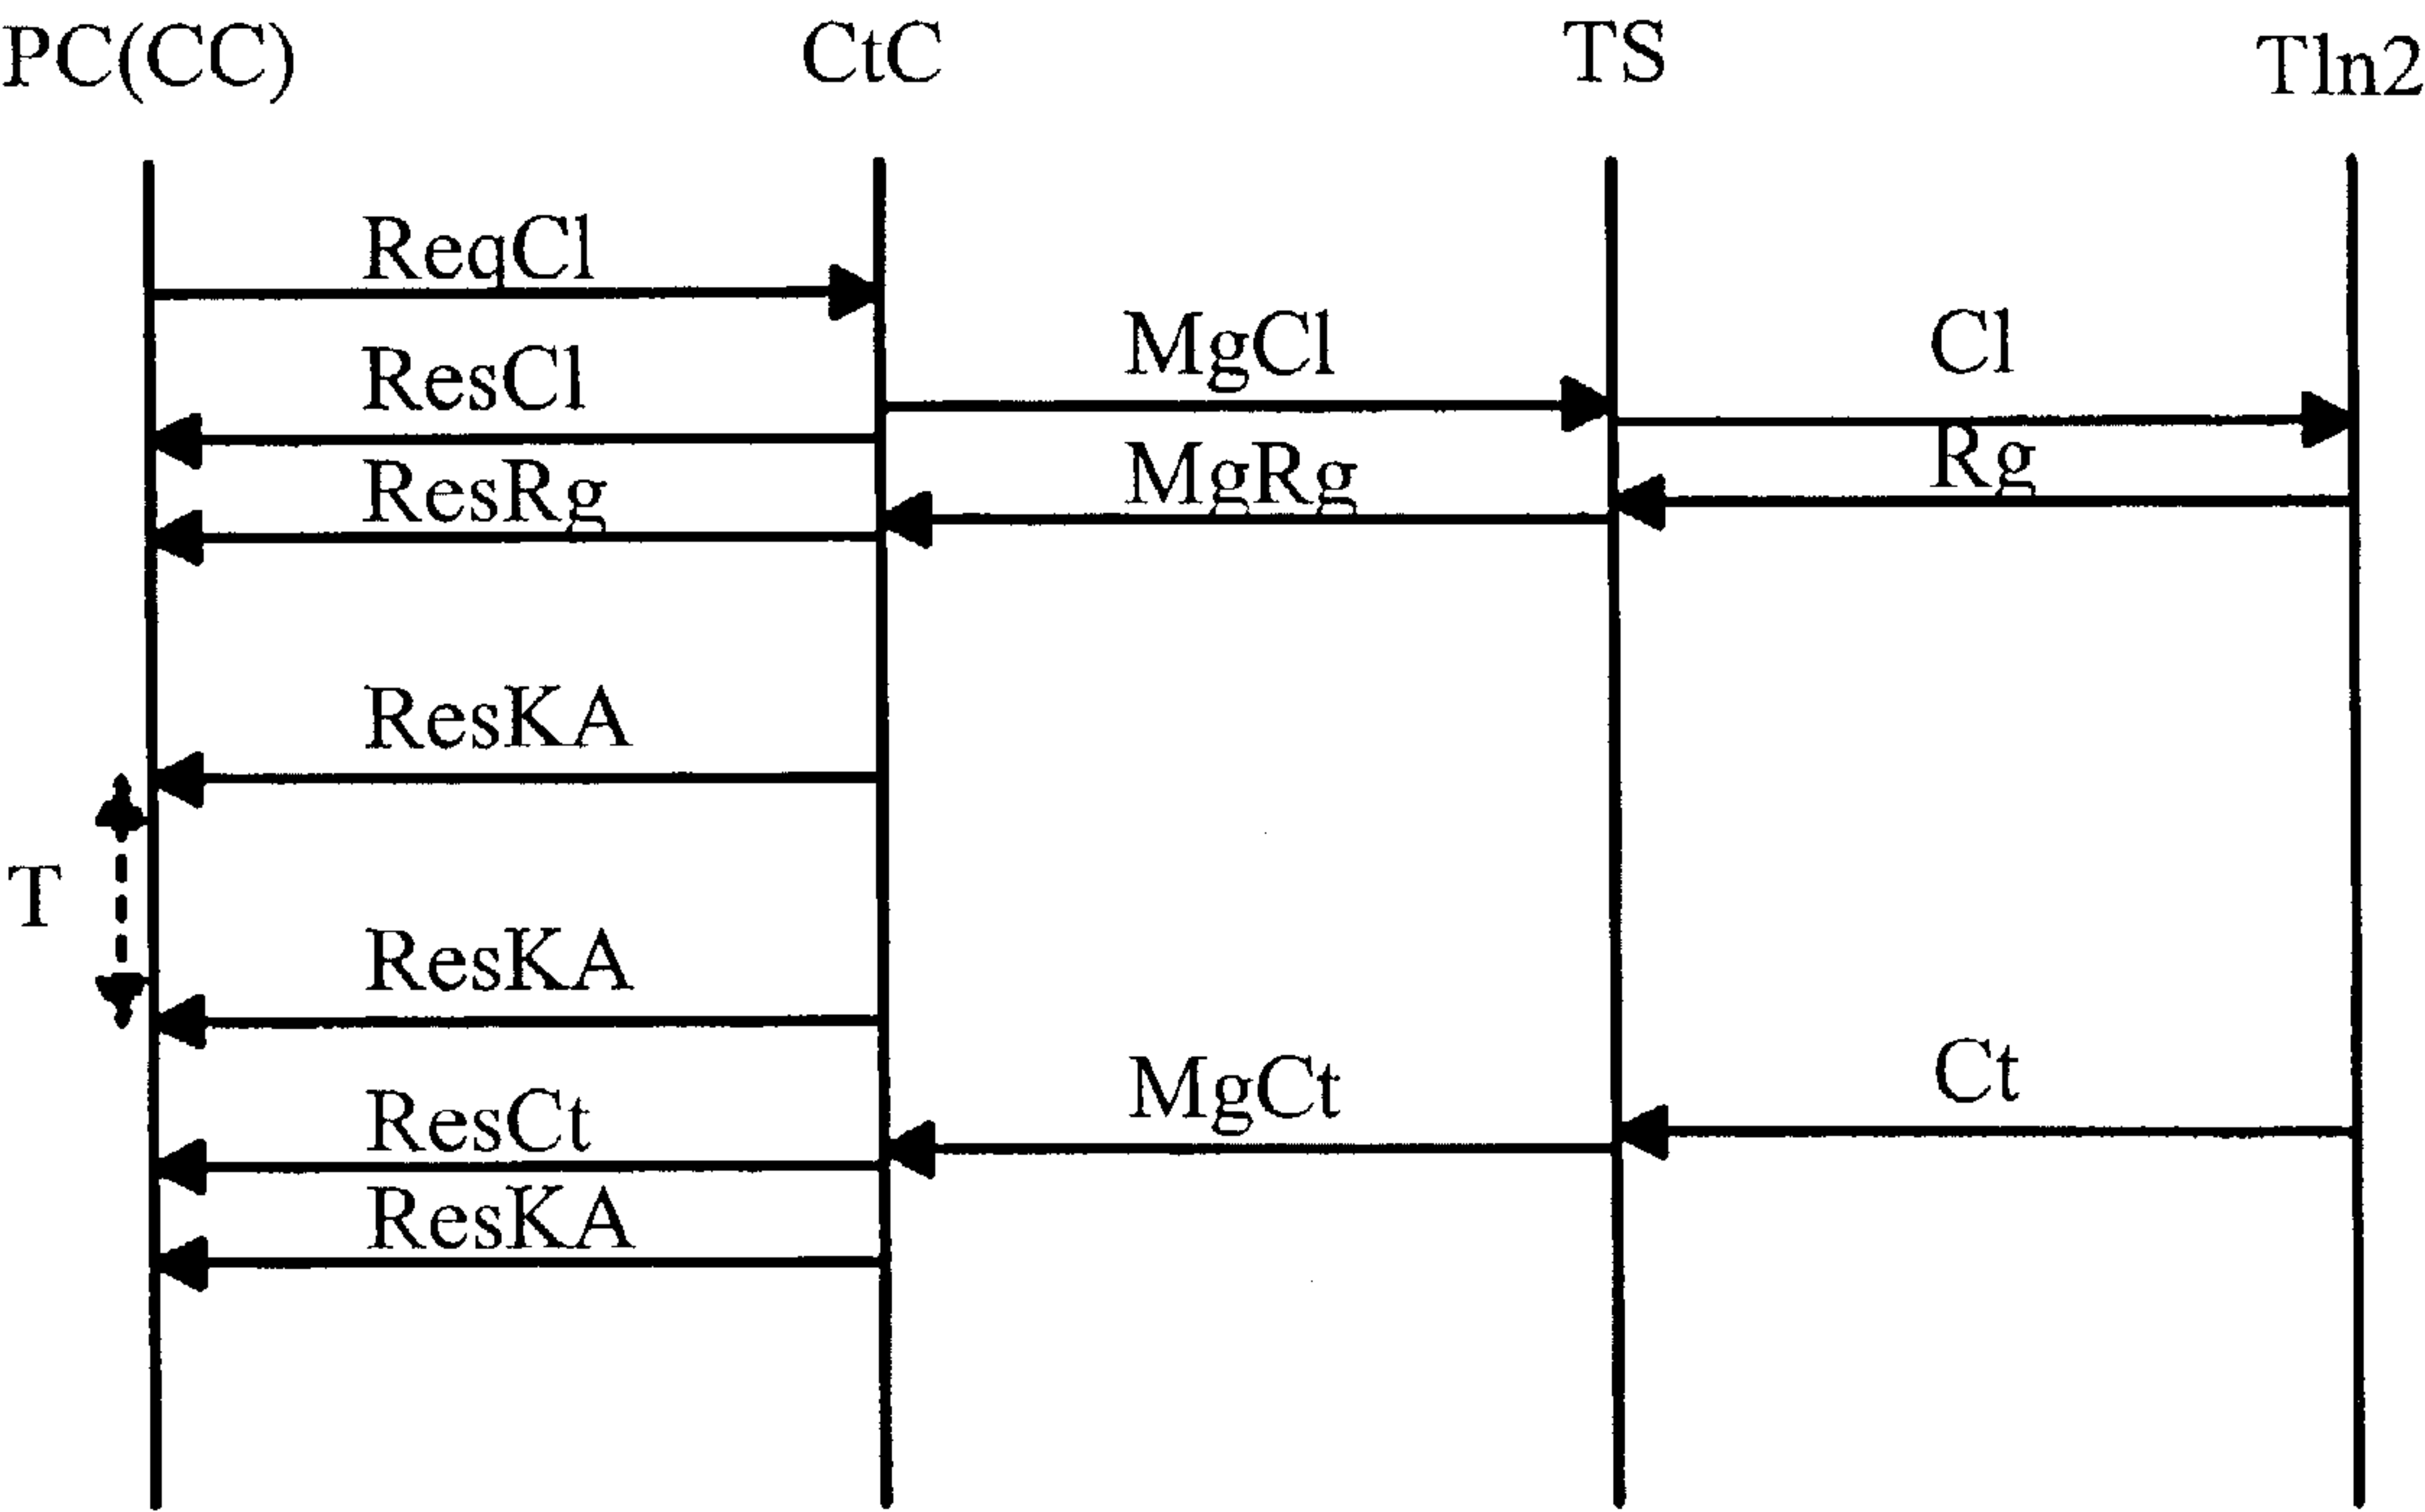 PC(CC) CtC TS Tln2
ReqCl
MgCl Cl
ResCl
MgRg Rg
ResRg
ResKA
T
ResKA
MgCt Ct
ResCt
ResKA